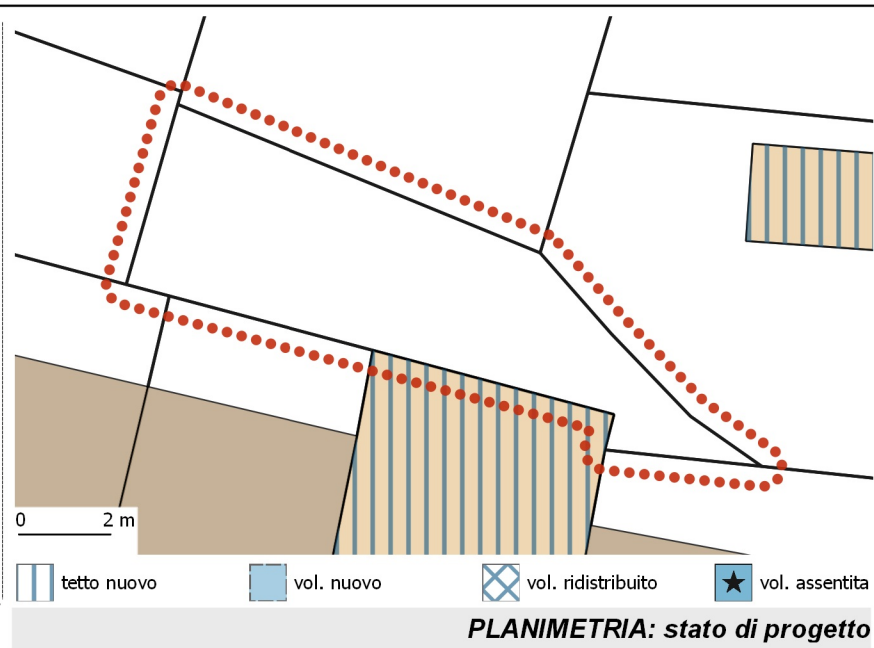 0 2 m
tetto nuovo vol. nuovo vol. ridistribuito vol. assentita
PLANIMETRIA: stato di progetto